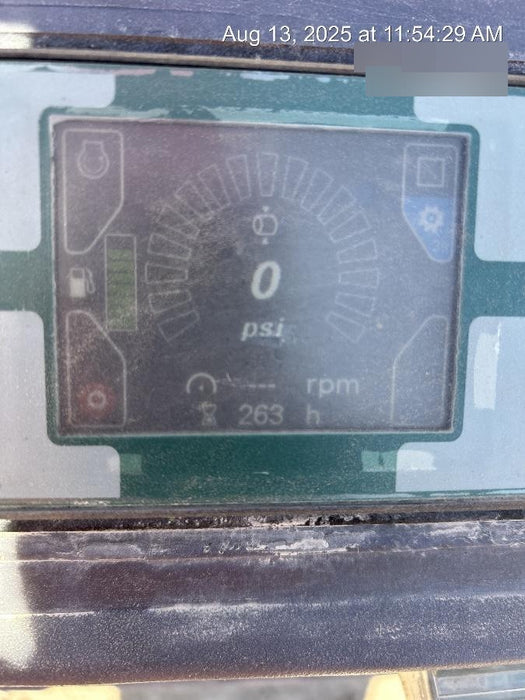 Aug 13, 2025 at 11:54:29 AM
0
psi
---- rpm
263 h